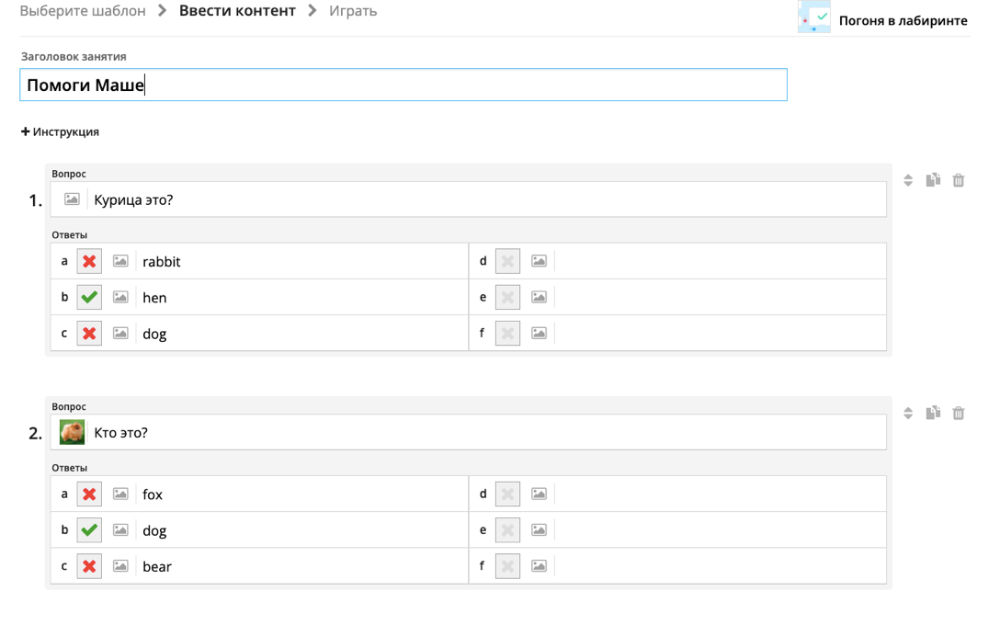 Выберите шаблон > Ввести контент > Играть
Погоня в лабиринте
Заголовок занятия
Помоги Маше
+ Инструкция
Вопрос
1. Курица это?
Ответы
a rabbit
b hen
c dog
d
e
f
Вопрос
2. Кто это?
Ответы
a fox
b dog
c bear
d
e
f